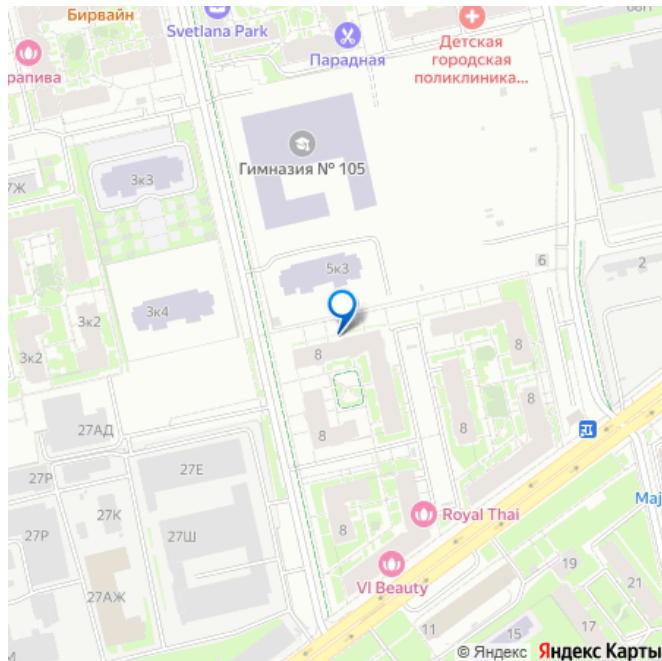 Бирвайн
Svetlana Park
Парадная
Детская
городская
поликлиника...
рапива
Гимназия № 105
3к3
7Ж
5к3
6
2
3к4
3к2
3к2
8
8
8
8
8
8
27АД
27Е
27Р
27К
27Ш
27Р
27АЖ
Royal Thai
VI Beauty
Maj
19
21
17
11
15
© Яндекс Яндекс Карты